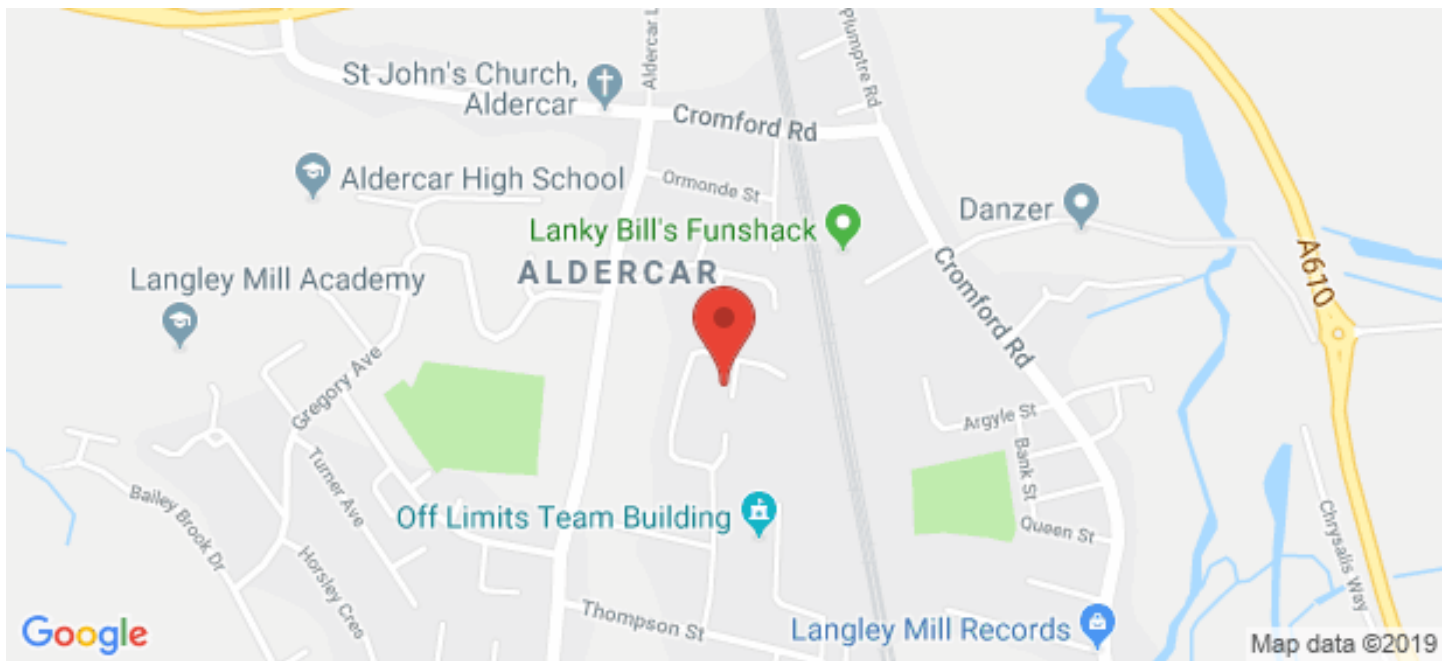 Aldercar L
Plumptre Rd
St John's Church,
Aldercar
Cromford Rd
Aldercar High School
Ormonde St
Danzer
Lanky Bill's Funshack
ALDERCAR
Langley Mill Academy
A610
Cromford Rd
Gregory Ave
Argyle St
Bank St
Turner Ave
Bailey Brook Dr
Off Limits Team Building
Queen St
Chrysalis Way
Horsley Cres
Thompson St
Langley Mill Records
Google
Map data ©2019